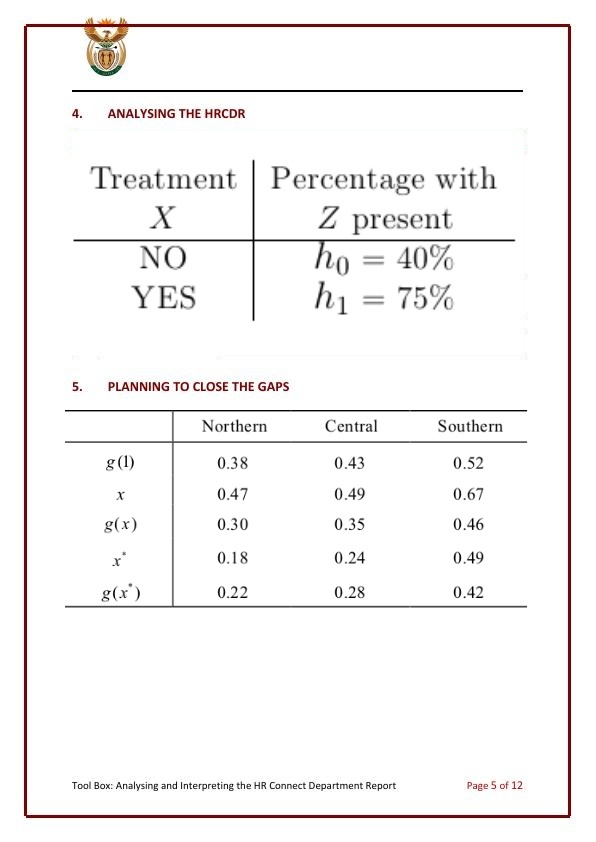 4. ANALYSING THE HRCDR
Treatment Percentage with
X Z present
NO h₀ = 40%
YES h₁ = 75%
5. PLANNING TO CLOSE THE GAPS
Northern Central Southern
g(1) 0.38 0.43 0.52
x 0.47 0.49 0.67
g(x) 0.30 0.35 0.46
x* 0.18 0.24 0.49
g(x*) 0.22 0.28 0.42
Tool Box: Analysing and Interpreting the HR Connect Department Report Page 5 of 12